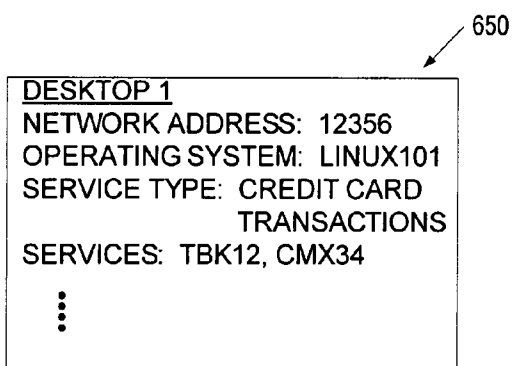 650
DESKTOP 1
NETWORK ADDRESS: 12356
OPERATING SYSTEM: LINUX101
SERVICE TYPE: CREDIT CARD
TRANSACTIONS
SERVICES: TBK12, CMX34